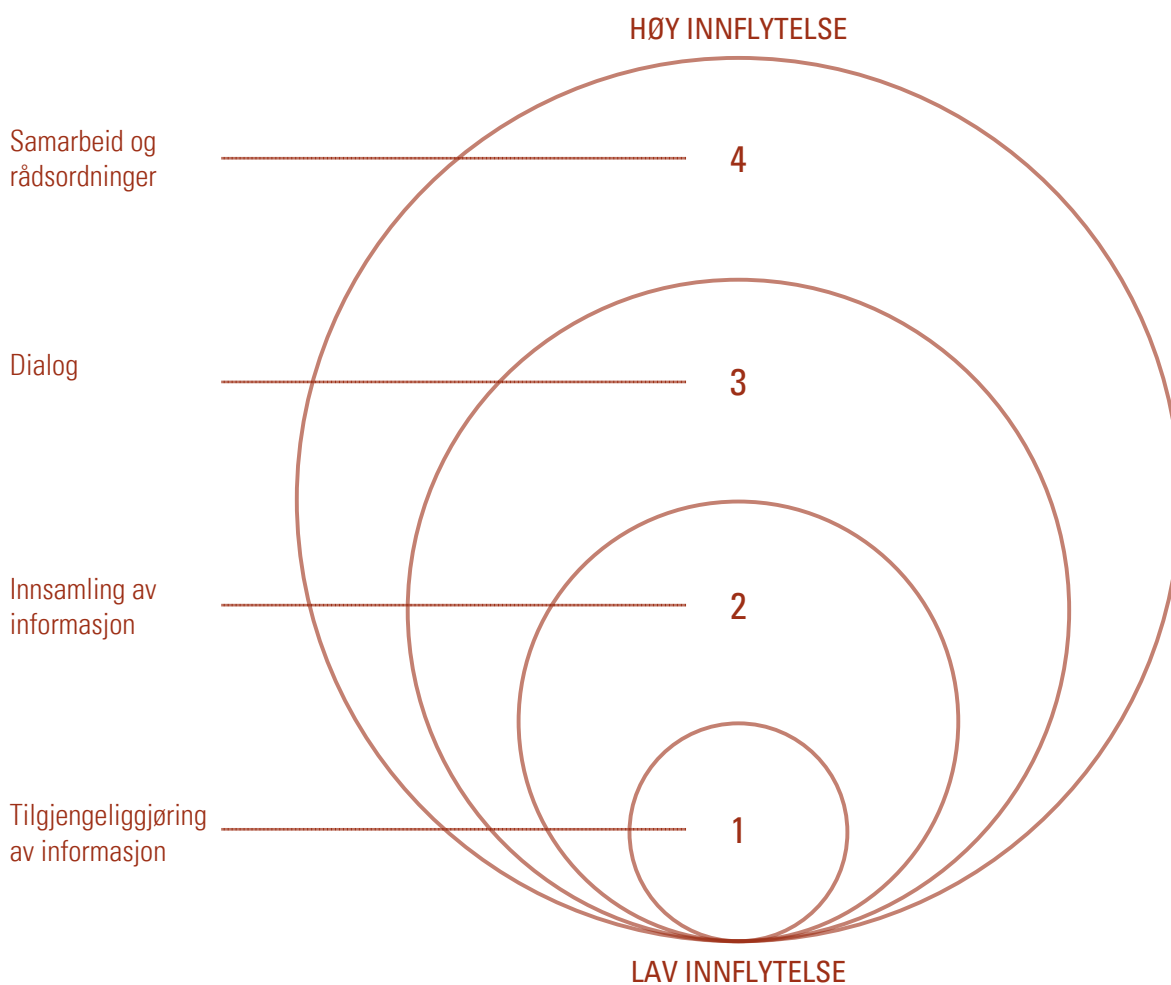 HØY INNFLYTELSE
Samarbeid og
rådsordninger
4
Dialog
3
Innsamling av
informasjon
2
Tilgjengeliggjøring
av informasjon
1
LAV INNFLYTELSE